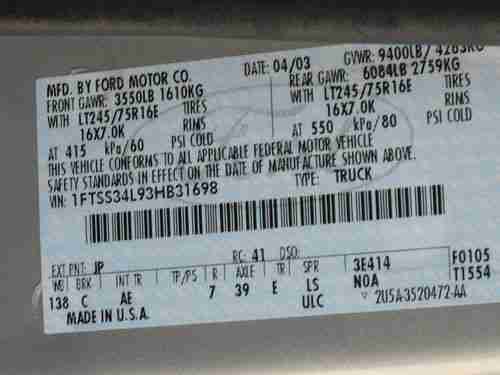 MFD. BY FORD MOTOR CO.
DATE: 04/03
GVWR: 9400LB/ 4263KG
FRONT GAWR: 3550LB 1610KG
REAR GAWR: 6084LB 2759KG
WITH LT245/75R16E TIRES
WITH LT245/75R16E TIRES
16X7.0K RIMS
16X7.0K RIMS
AT 415 kPa/60 PSI COLD
AT 550 kPa/80 PSI COLD
THIS VEHICLE CONFORMS TO ALL APPLICABLE FEDERAL MOTOR VEHICLE
SAFETY STANDARDS IN EFFECT ON THE DATE OF MANUFACTURE SHOWN ABOVE.
VIN: 1FTSS34L93HB31698
TYPE: TRUCK
EXT PNT: JP RC: 41 DSO:
WB BRK INT TR TP/PS R AXLE TR SPR
138 C AE 7 39 E LS
ULC
3E414
NOA
F0105
T1554
MADE IN U.S.A.
2U5A-3520472-AA